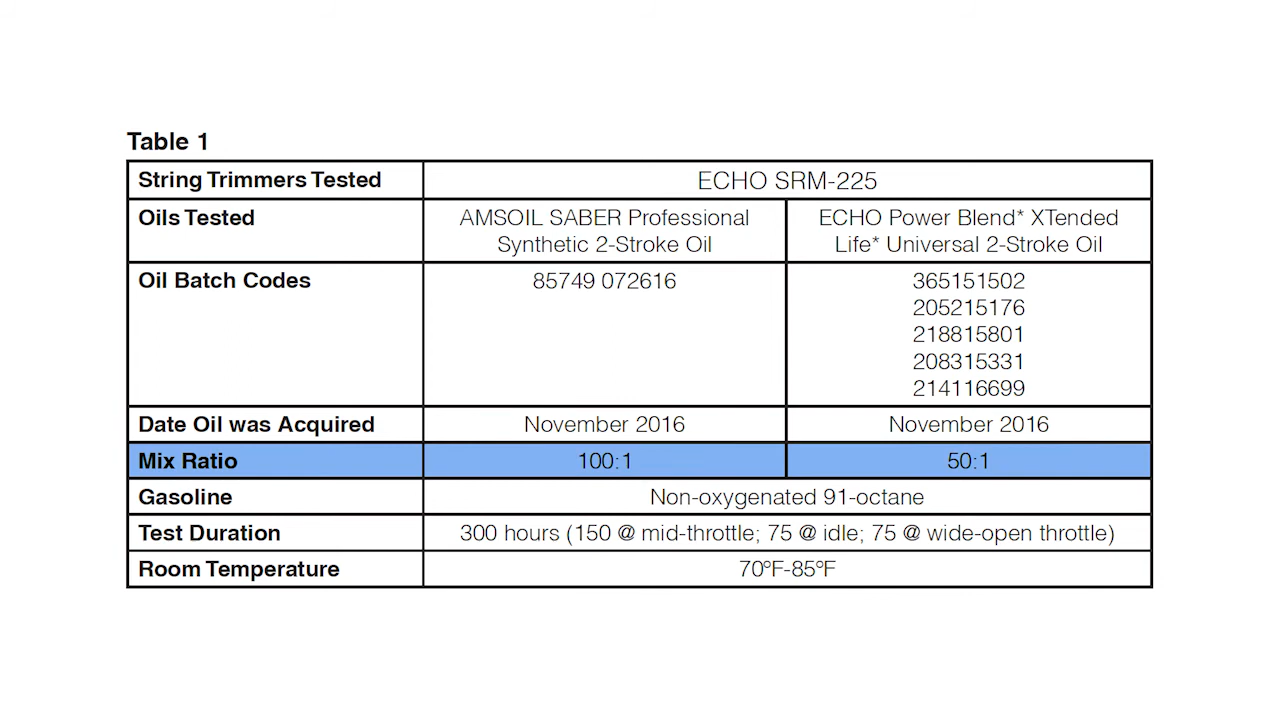 Table 1
String Trimmers Tested
ECHO SRM-225
Oils Tested
AMSOIL SABER Professional
Synthetic 2-Stroke Oil
ECHO Power Blend* XTended
Life* Universal 2-Stroke Oil
Oil Batch Codes
85749 072616
365151502
205215176
218815801
208315331
214116699
Date Oil was Acquired
November 2016
November 2016
Mix Ratio
100:1
50:1
Gasoline
Non-oxygenated 91-octane
Test Duration
300 hours (150 @ mid-throttle; 75 @ idle; 75 @ wide-open throttle)
Room Temperature
70ºF-85ºF